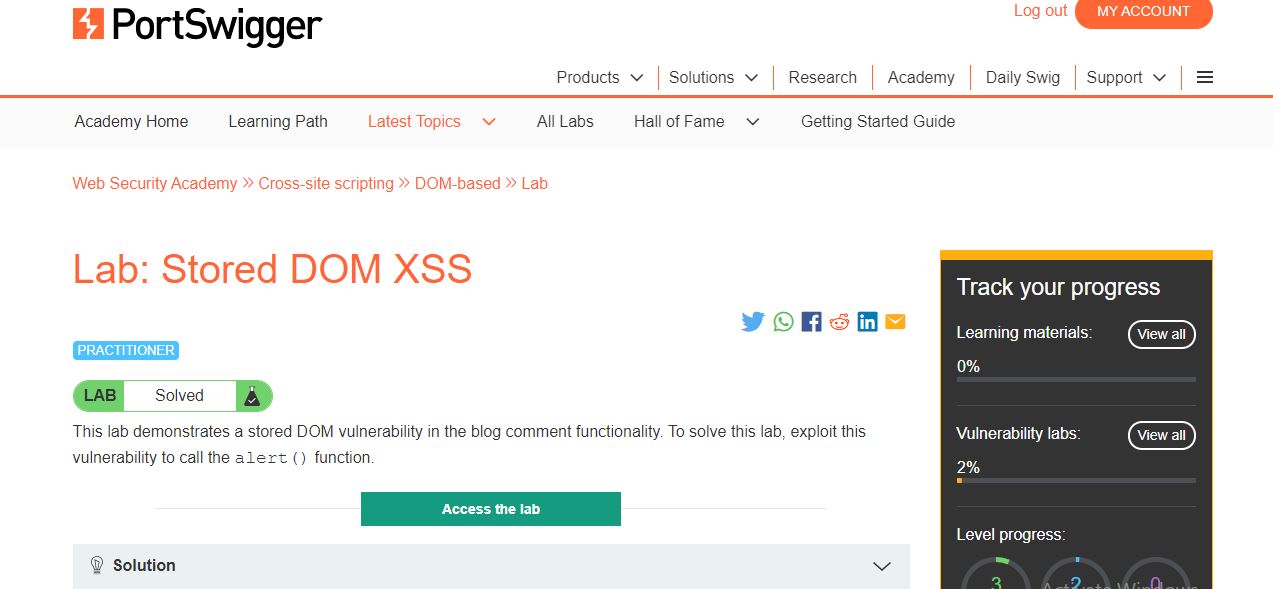 PortSwigger
Log out MY ACCOUNT
Products Solutions Research Academy Daily Swig Support
Academy Home Learning Path Latest Topics All Labs Hall of Fame Getting Started Guide
Web Security Academy >> Cross-site scripting >> DOM-based >> Lab
Lab: Stored DOM XSS
PRACTITIONER
LAB Solved
This lab demonstrates a stored DOM vulnerability in the blog comment functionality. To solve this lab, exploit this
vulnerability to call the alert() function.
Access the lab
Solution
Track your progress
Learning materials: View all
0%
Vulnerability labs: View all
2%
Level progress:
3 2 0
Activate Windows